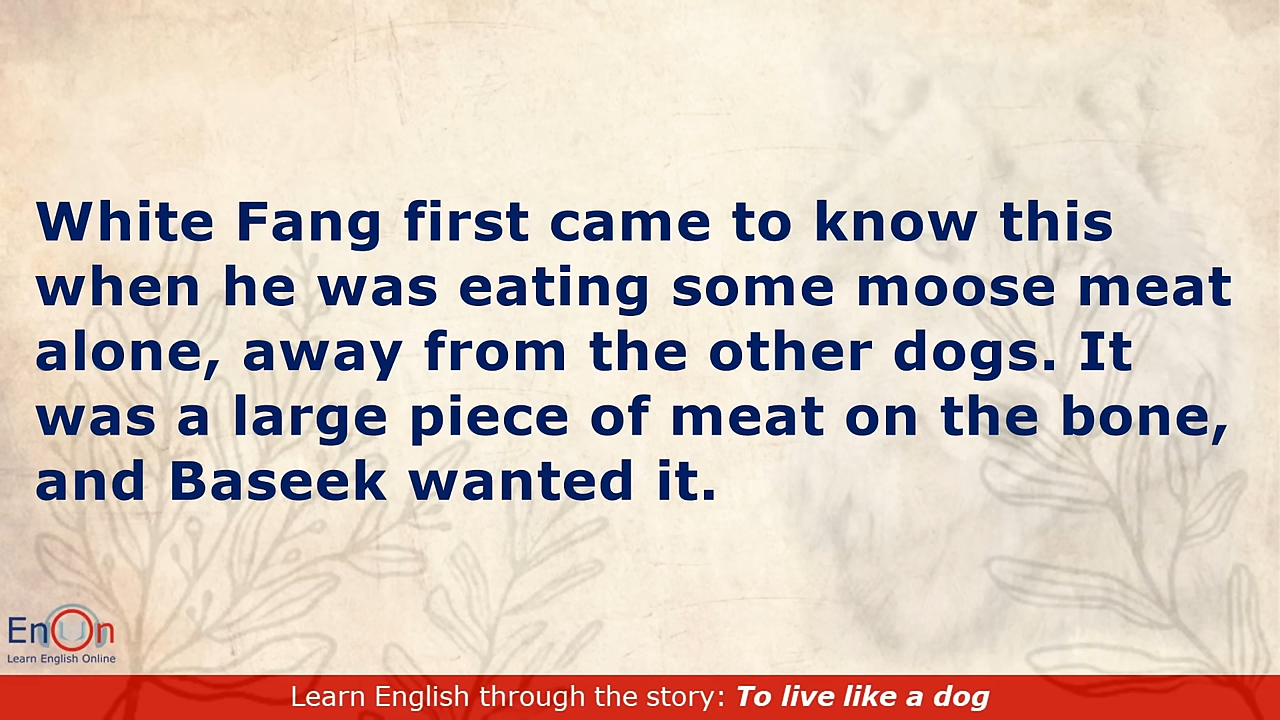 White Fang first came to know this
when he was eating some moose meat
alone, away from the other dogs. It
was a large piece of meat on the bone,
and Baseek wanted it.
EnOn
Learn English Online
Learn English through the story: To live like a dog